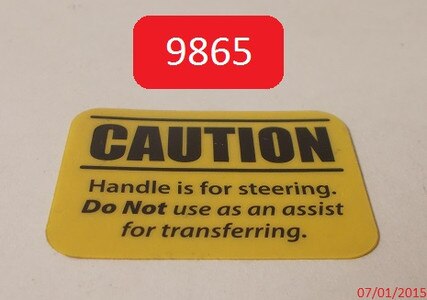 9865
CAUTION
Handle is for steering.
Do Not use as an assist
for transferring.
07/01/2015